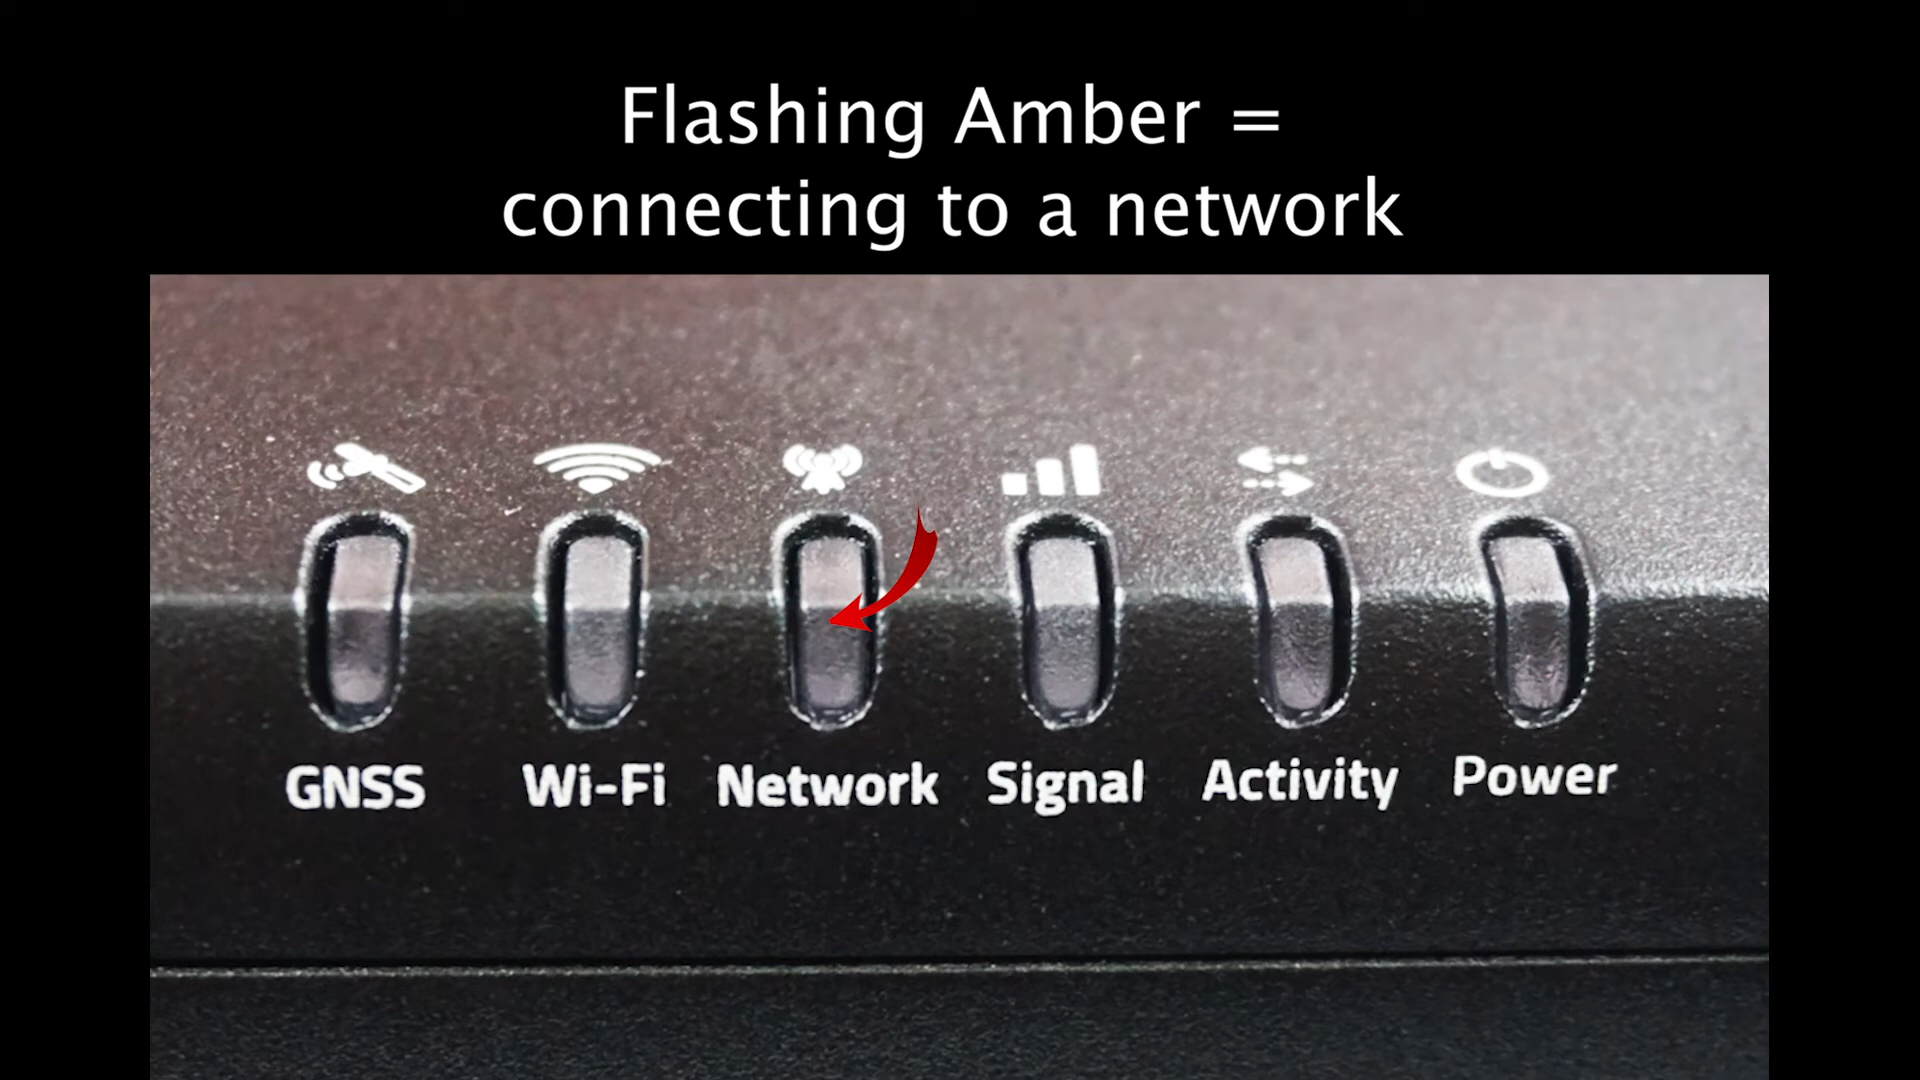 Flashing Amber =
connecting to a network
GNSS Wi-Fi Network Signal Activity Power